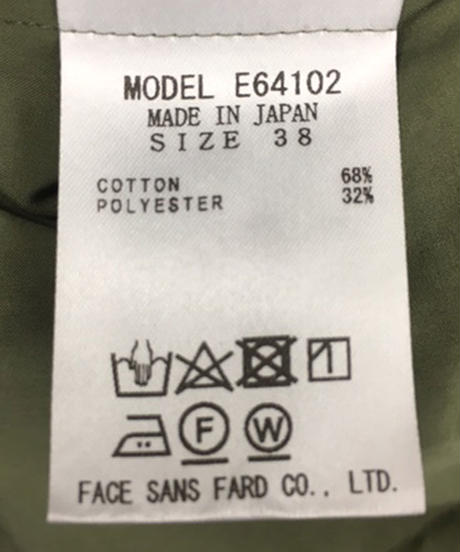 MODEL E64102
MADE IN JAPAN
SIZE 38
COTTON 68%
POLYESTER 32%
F W
FACE SANS FARD CO., LTD.